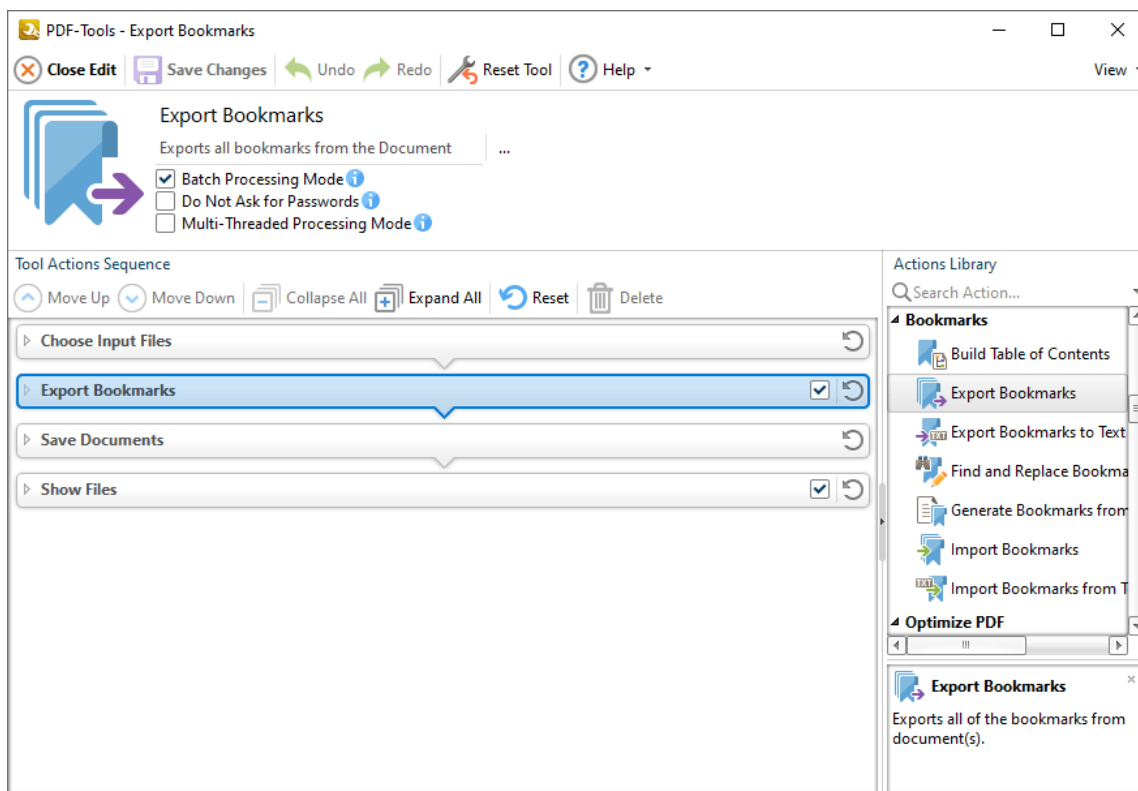 PDF-Tools - Export Bookmarks
Close Edit Save Changes Undo Redo Reset Tool ? Help View
Export Bookmarks
Exports all bookmarks from the Document ...
Batch Processing Mode i
Do Not Ask for Passwords i
Multi-Threaded Processing Mode i
Tool Actions Sequence
Move Up Move Down Collapse All Expand All Reset Delete
Choose Input Files
Export Bookmarks
Save Documents
Show Files
Actions Library
Search Action...
Bookmarks
Build Table of Contents
Export Bookmarks
TXT Export Bookmarks to Text
Find and Replace Bookma
Generate Bookmarks from
Import Bookmarks
TXT Import Bookmarks from T
Optimize PDF
Export Bookmarks
Exports all of the bookmarks from
document(s).